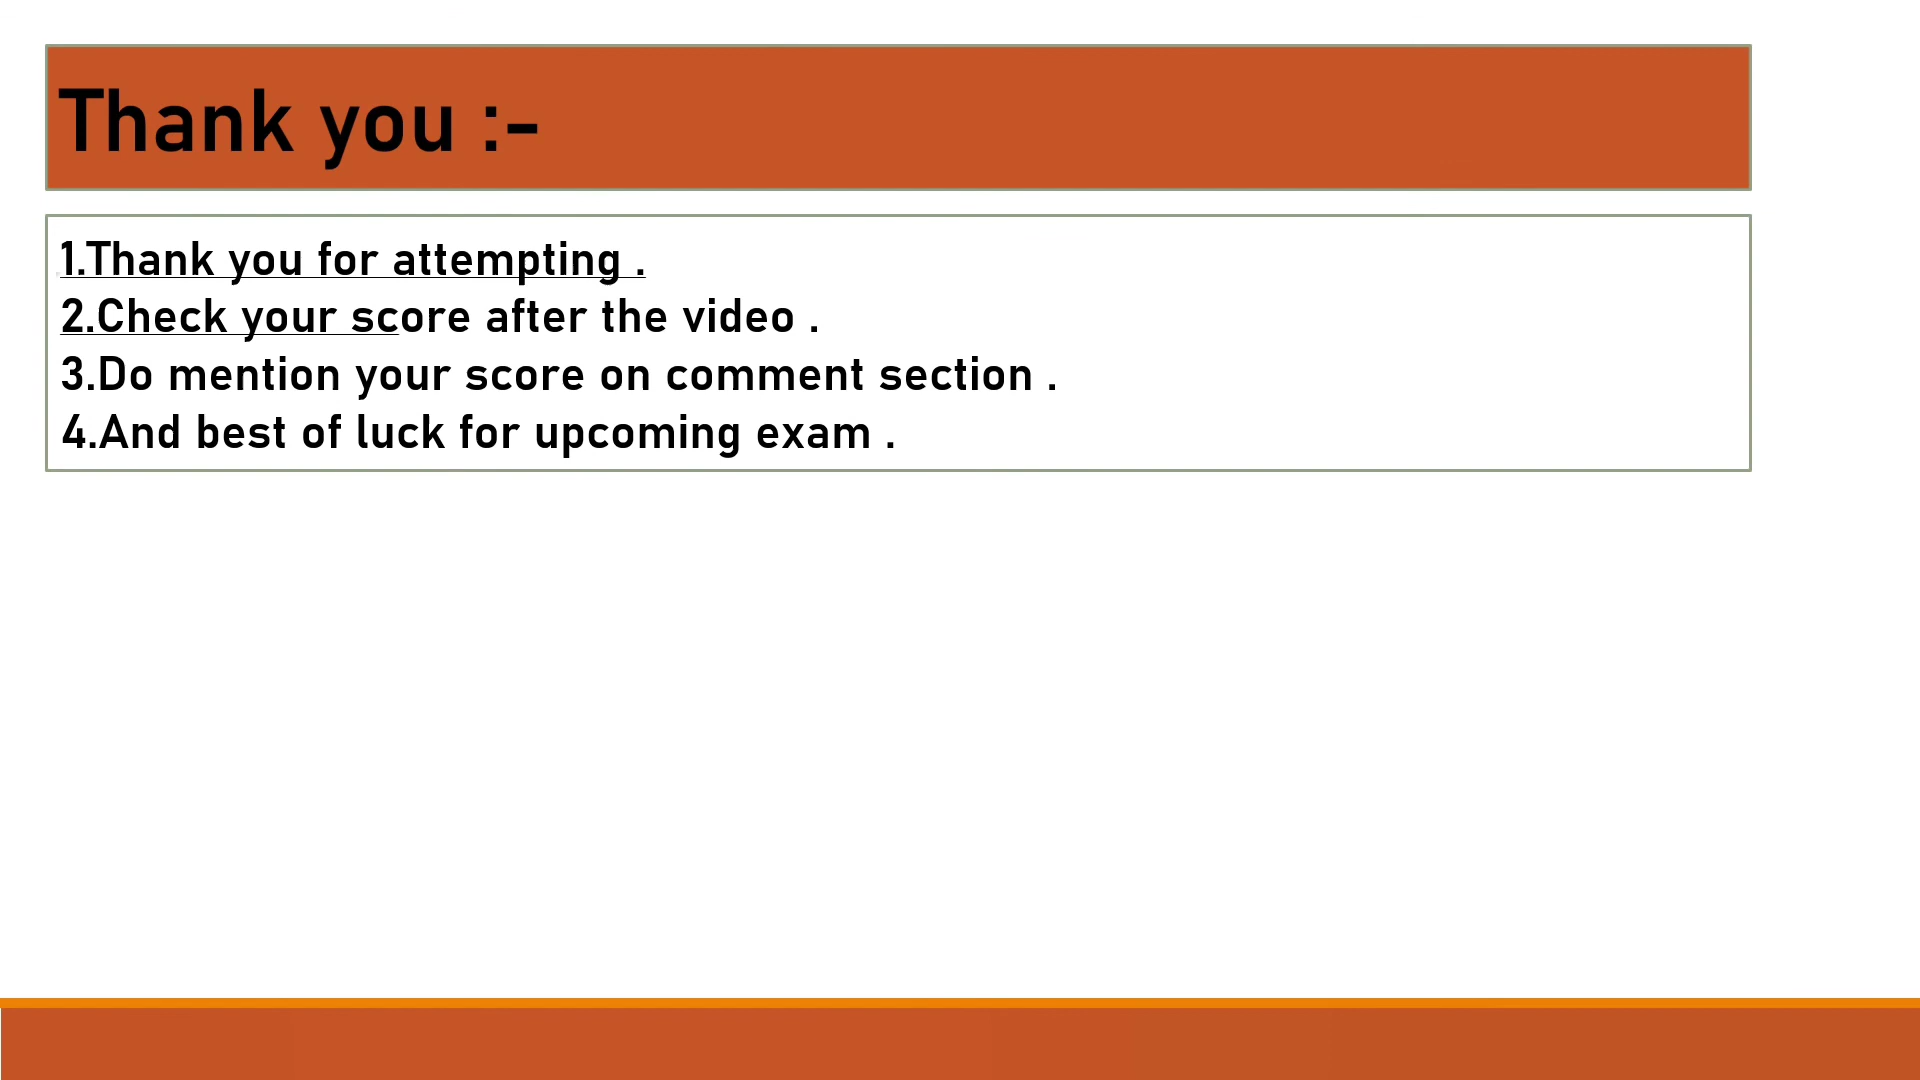 Thank you :-
1.Thank you for attempting .
2.Check your score after the video .
3.Do mention your score on comment section .
4.And best of luck for upcoming exam .